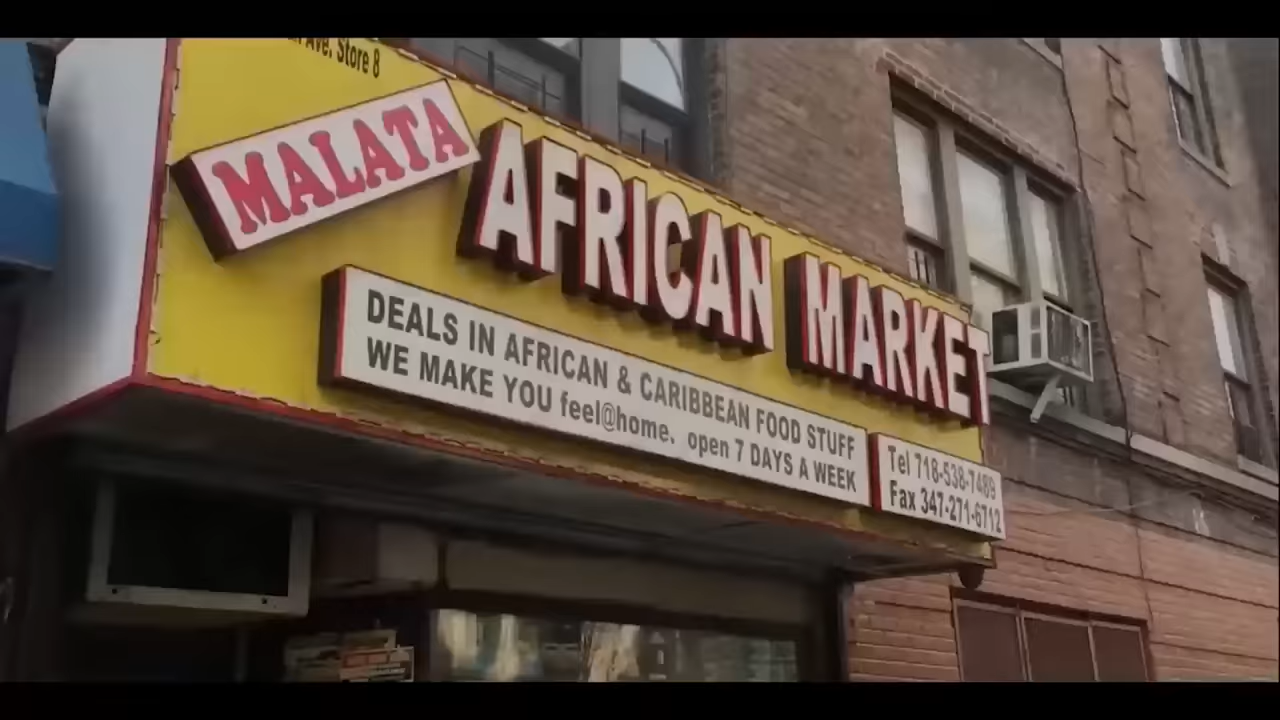 Ave. Store 8
MALATA
AFRICAN MARKET
DEALS IN AFRICAN & CARIBBEAN FOOD STUFF
WE MAKE YOU feel@home. open 7 DAYS A WEEK
Tel 718-538-7489
Fax 347-271-6712